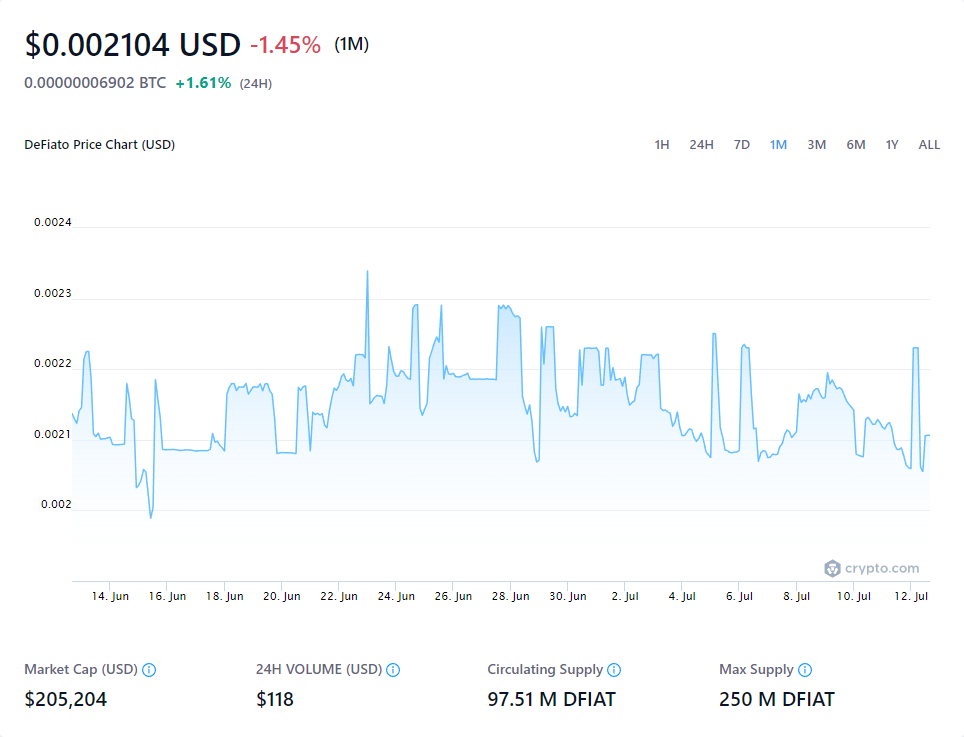 $0.002104 USD -1.45% (1M)
0.00000006902 BTC +1.61% (24H)
DeFiato Price Chart (USD) 1H 24H 7D 1M 3M 6M 1Y ALL
0.0024
0.0023
0.0022
0.0021
0.002
crypto.com
14. Jun 16. Jun 18. Jun 20. Jun 22. Jun 24. Jun 26. Jun 28. Jun 30. Jun 2. Jul 4. Jul 6. Jul 8. Jul 10. Jul 12. Jul
Market Cap (USD) 24H VOLUME (USD) Circulating Supply Max Supply
$205,204 $118 97.51 M DFIAT 250 M DFIAT